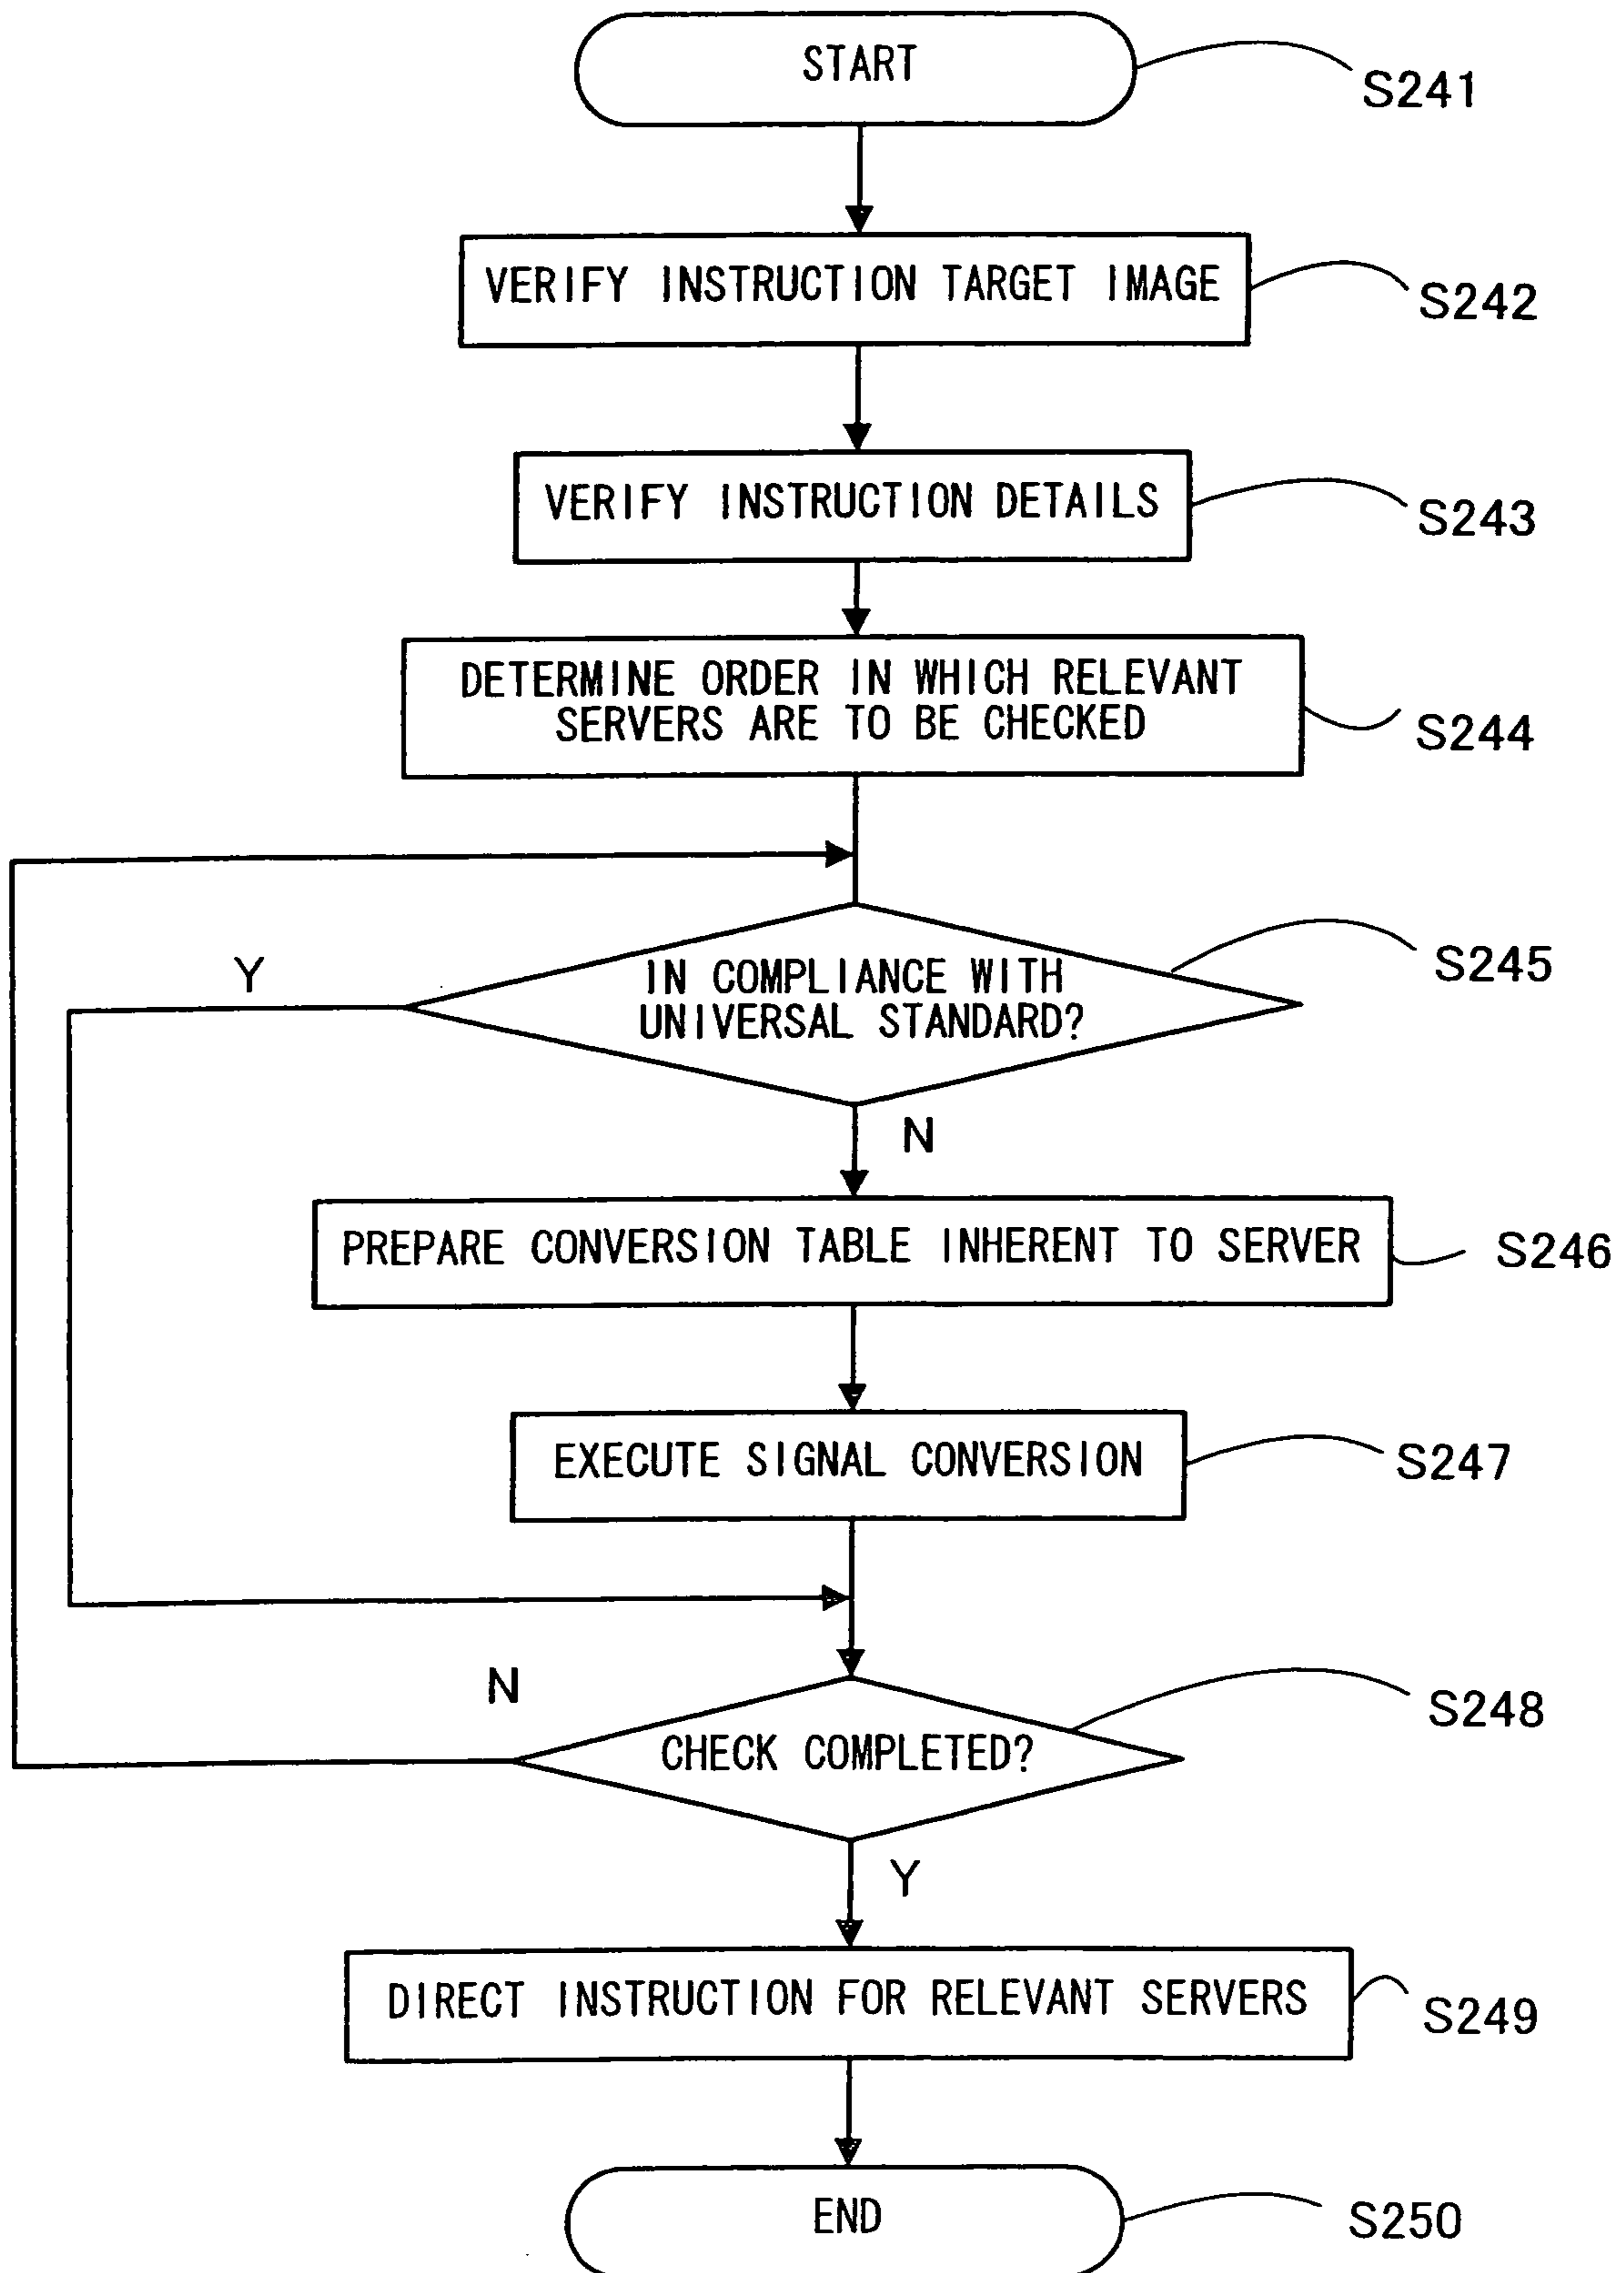 START
S241
VERIFY INSTRUCTION TARGET IMAGE
S242
VERIFY INSTRUCTION DETAILS
S243
DETERMINE ORDER IN WHICH RELEVANT
SERVERS ARE TO BE CHECKED
S244
Y
IN COMPLIANCE WITH
UNIVERSAL STANDARD?
S245
N
PREPARE CONVERSION TABLE INHERENT TO SERVER
S246
EXECUTE SIGNAL CONVERSION
S247
N
CHECK COMPLETED?
S248
Y
DIRECT INSTRUCTION FOR RELEVANT SERVERS
S249
END
S250